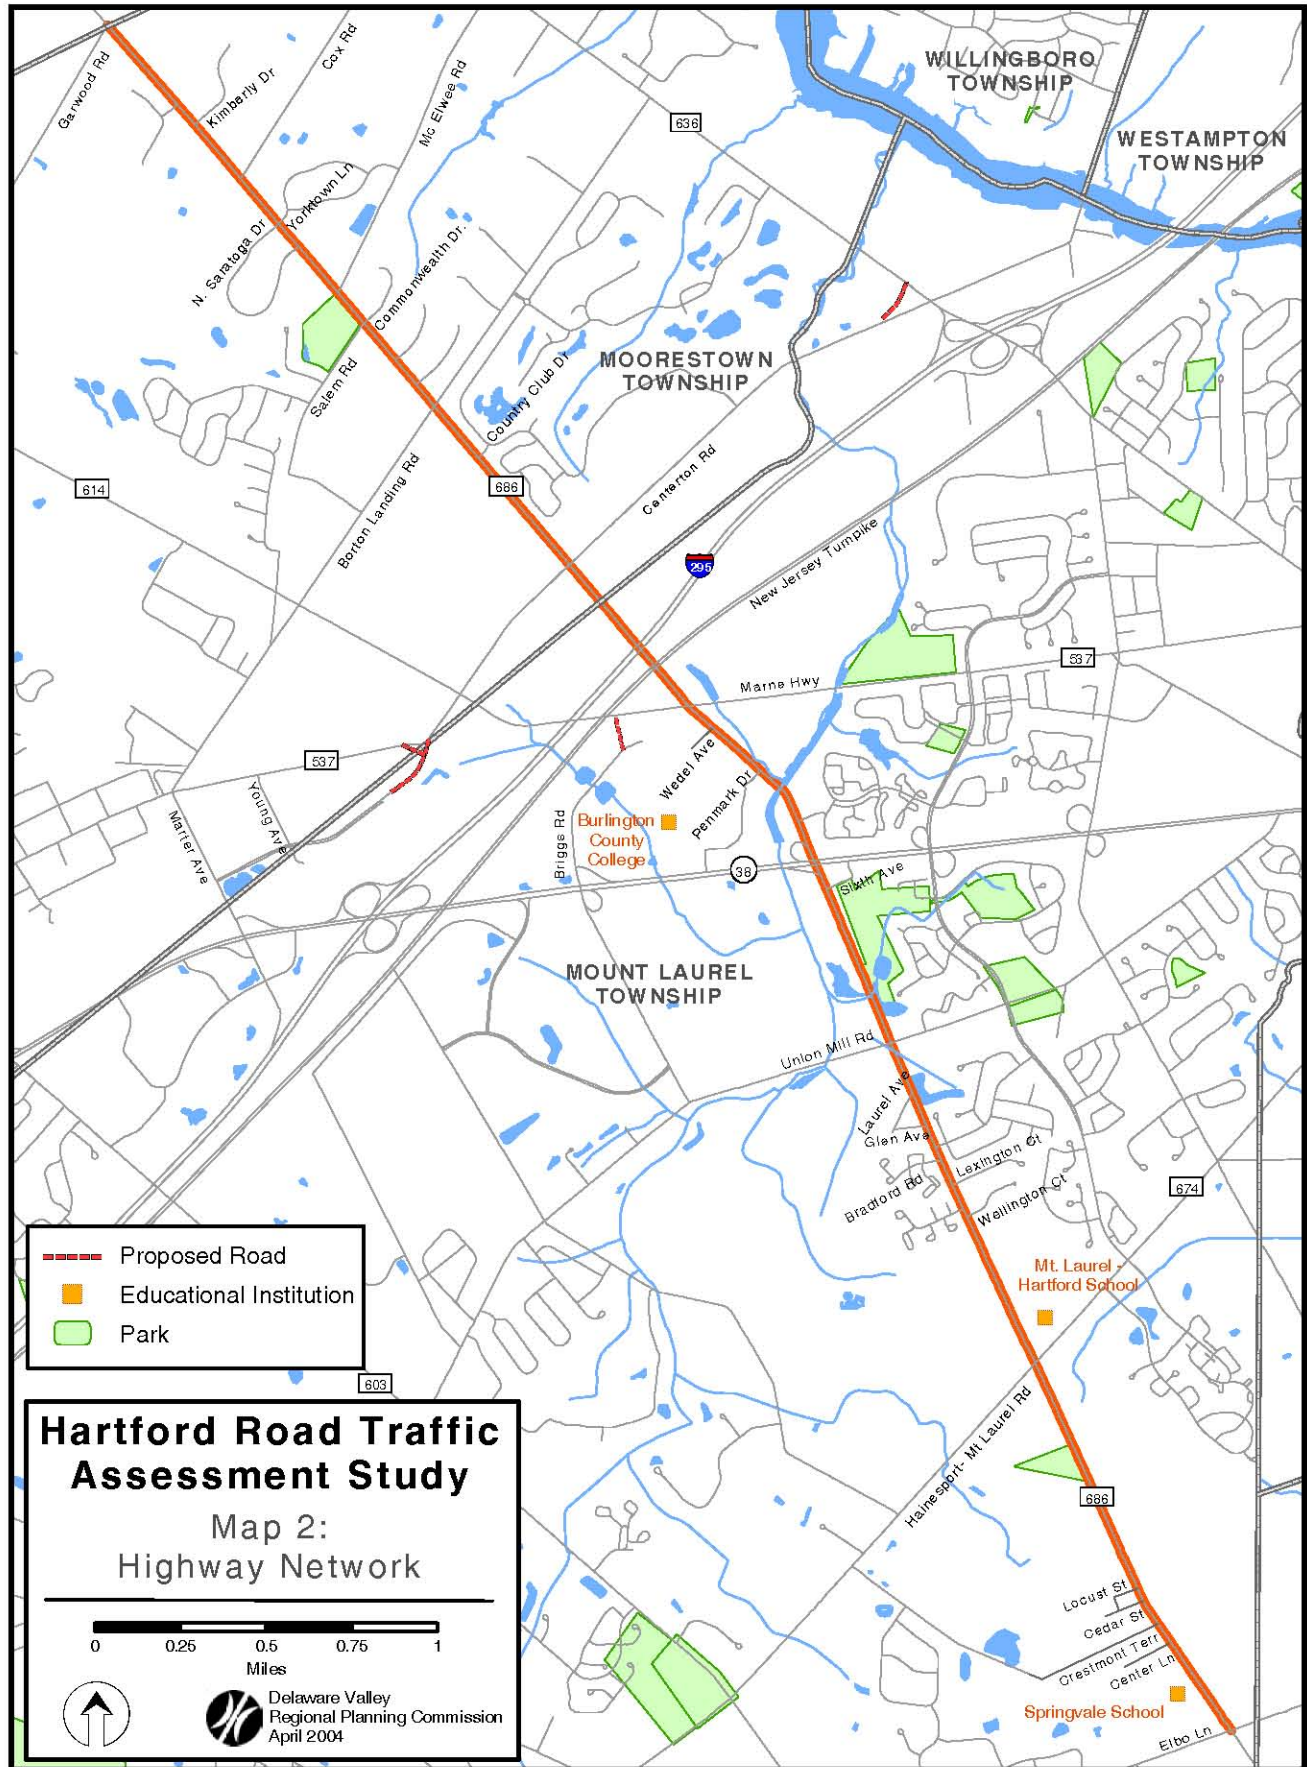 WILLINGBORO
TOWNSHIP
WESTAMPTON
TOWNSHIP
Garwood Rd
Kimberly Dr
Cox Rd
Mc Elwee Rd
636
Yorktown Ln
N. Saratoga Dr
Commonwealth Dr.
Salem Rd
Country Club Dr
MOORESTOWN
TOWNSHIP
614
686
Borton Landing Rd
Centerton Rd
295
New Jersey Turnpike
537
Marne Hwy
537
Marter Ave
Young Ave
Wedel Ave
Penmark Dr
Briggs Rd
Burlington
County
College
38
Sixth Ave
MOUNT LAUREL
TOWNSHIP
Union Mill Rd
Laurel Ave
Glen Ave
Lexington Ct
Bradford Rd
Wellington Ct
674
Mt. Laurel -
Hartford School
Hainesport- Mt Laurel Rd
603
686
Locust St
Cedar St
Crestmont Terr
Center Ln
Springvale School
Elbo Ln
Proposed Road
Educational Institution
Park
Hartford Road Traffic
Assessment Study
Map 2:
Highway Network
0 0.25 0.5 0.75 1
Miles
Delaware Valley
Regional Planning Commission
April 2004